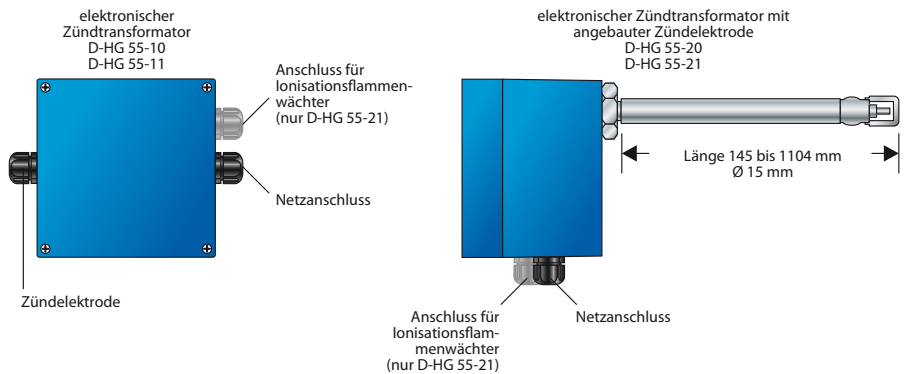 elektronischer
Zündtransformator
D-HG 55-10
D-HG 55-11
Anschluss für
Ionisationsflammen-
wächter
(nur D-HG 55-21)
Netzanschluss
Zündelektrode
elektronischer Zündtransformator mit
angebauter Zündelektrode
D-HG 55-20
D-HG 55-21
Länge 145 bis 1104 mm
Ø 15 mm
Anschluss für
Ionisationsflam-
menwächter
(nur D-HG 55-21)
Netzanschluss